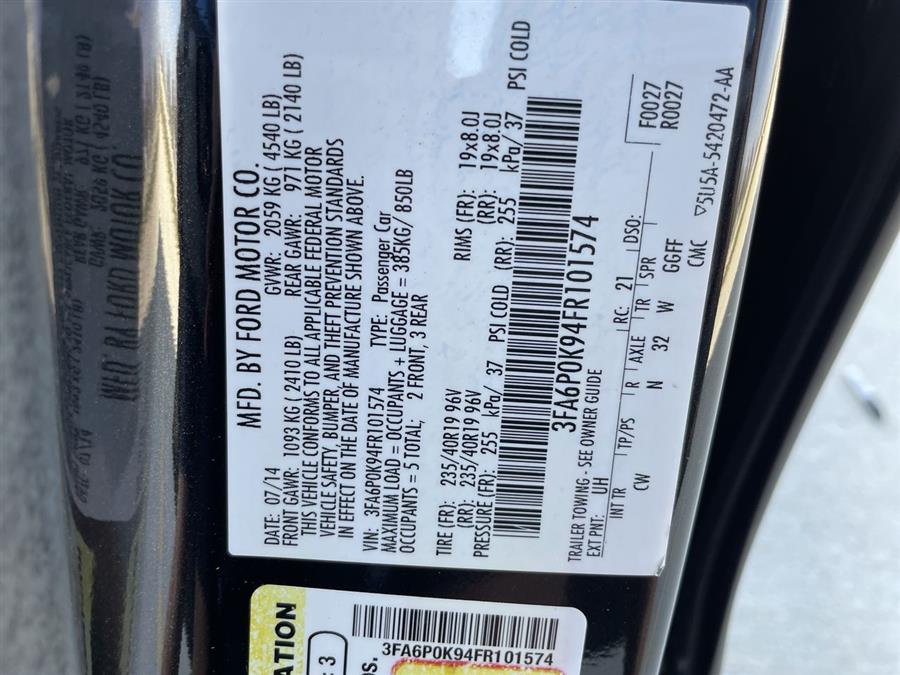 MFD. BY FORD MOTOR CO.
DATE: 07/14 GVWR: 2059 KG ( 4540 LB)
FRONT GAWR: 1093 KG ( 2410 LB) REAR GAWR: 971 KG ( 2140 LB)
THIS VEHICLE CONFORMS TO ALL APPLICABLE FEDERAL MOTOR
VEHICLE SAFETY, BUMPER, AND THEFT PREVENTION STANDARDS
IN EFFECT ON THE DATE OF MANUFACTURE SHOWN ABOVE.
VIN: 3FA6P0K94FR101574 TYPE: Passenger Car
MAXIMUM LOAD = OCCUPANTS + LUGGAGE = 385KG/ 850LB
OCCUPANTS = 5 TOTAL; 2 FRONT, 3 REAR
TIRE (FR): 235/40R19 96V RIMS (FR): 19x8.0J
(RR): 235/40R19 96V (RR): 19x8.0J
PRESSURE (FR): 255 kPa/ 37 PSI COLD (RR): 255 kPa/ 37 PSI COLD
3FA6P0K94FR101574
TRAILER TOWING - SEE OWNER GUIDE
EXT PNT: UH RC: 21 DSO: F0027
R0027
INT TR TP/PS R AXLE TR SPR
CW N 32 W GGFF
CMC ▽5U5A-5420472-AA
3FA6P0K94FR101574